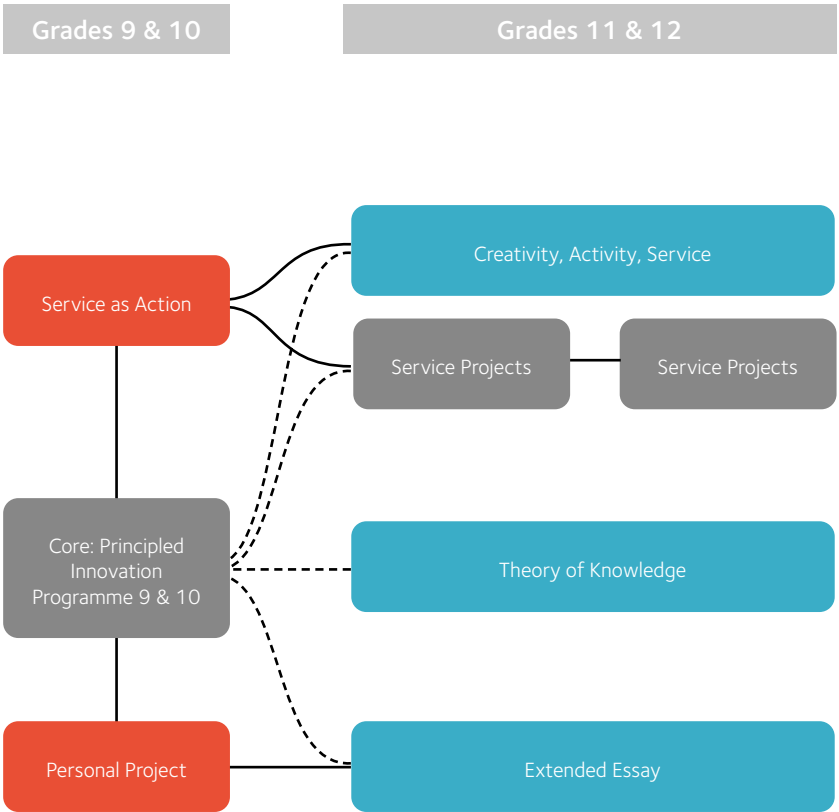 Grades 9 & 10
Grades 11 & 12
Creativity, Activity, Service
Service as Action
Service Projects
Service Projects
Core: Principled
Innovation
Programme 9 & 10
Theory of Knowledge
Personal Project
Extended Essay